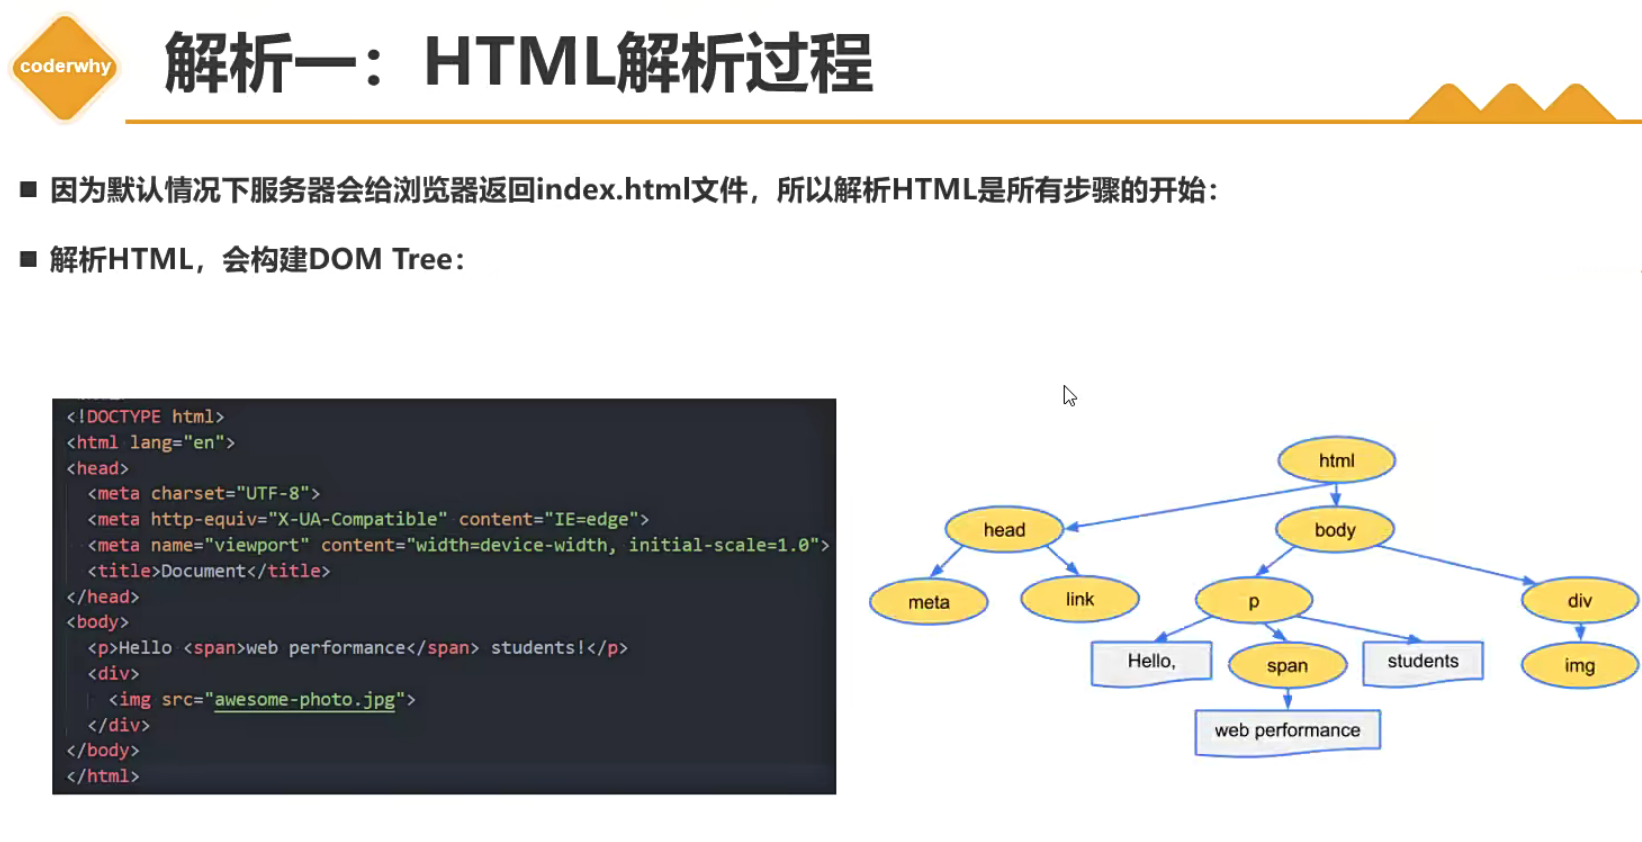 coderwhy
解析一：HTML解析过程
■ 因为默认情况下服务器会给浏览器返回index.html文件，所以解析HTML是所有步骤的开始：
■ 解析HTML，会构建DOM Tree：
<!DOCTYPE html>
<html lang="en">
<head>
<meta charset="UTF-8">
<meta http-equiv="X-UA-Compatible" content="IE=edge">
<meta name="viewport" content="width=device-width, initial-scale=1.0">
<title>Document</title>
</head>
<body>
<p>Hello <span>web performance</span> students!</p>
<div>
<img src="awesome-photo.jpg">
</div>
</body>
</html>
html
head
body
meta
link
p
div
Hello,
span
students
img
web performance